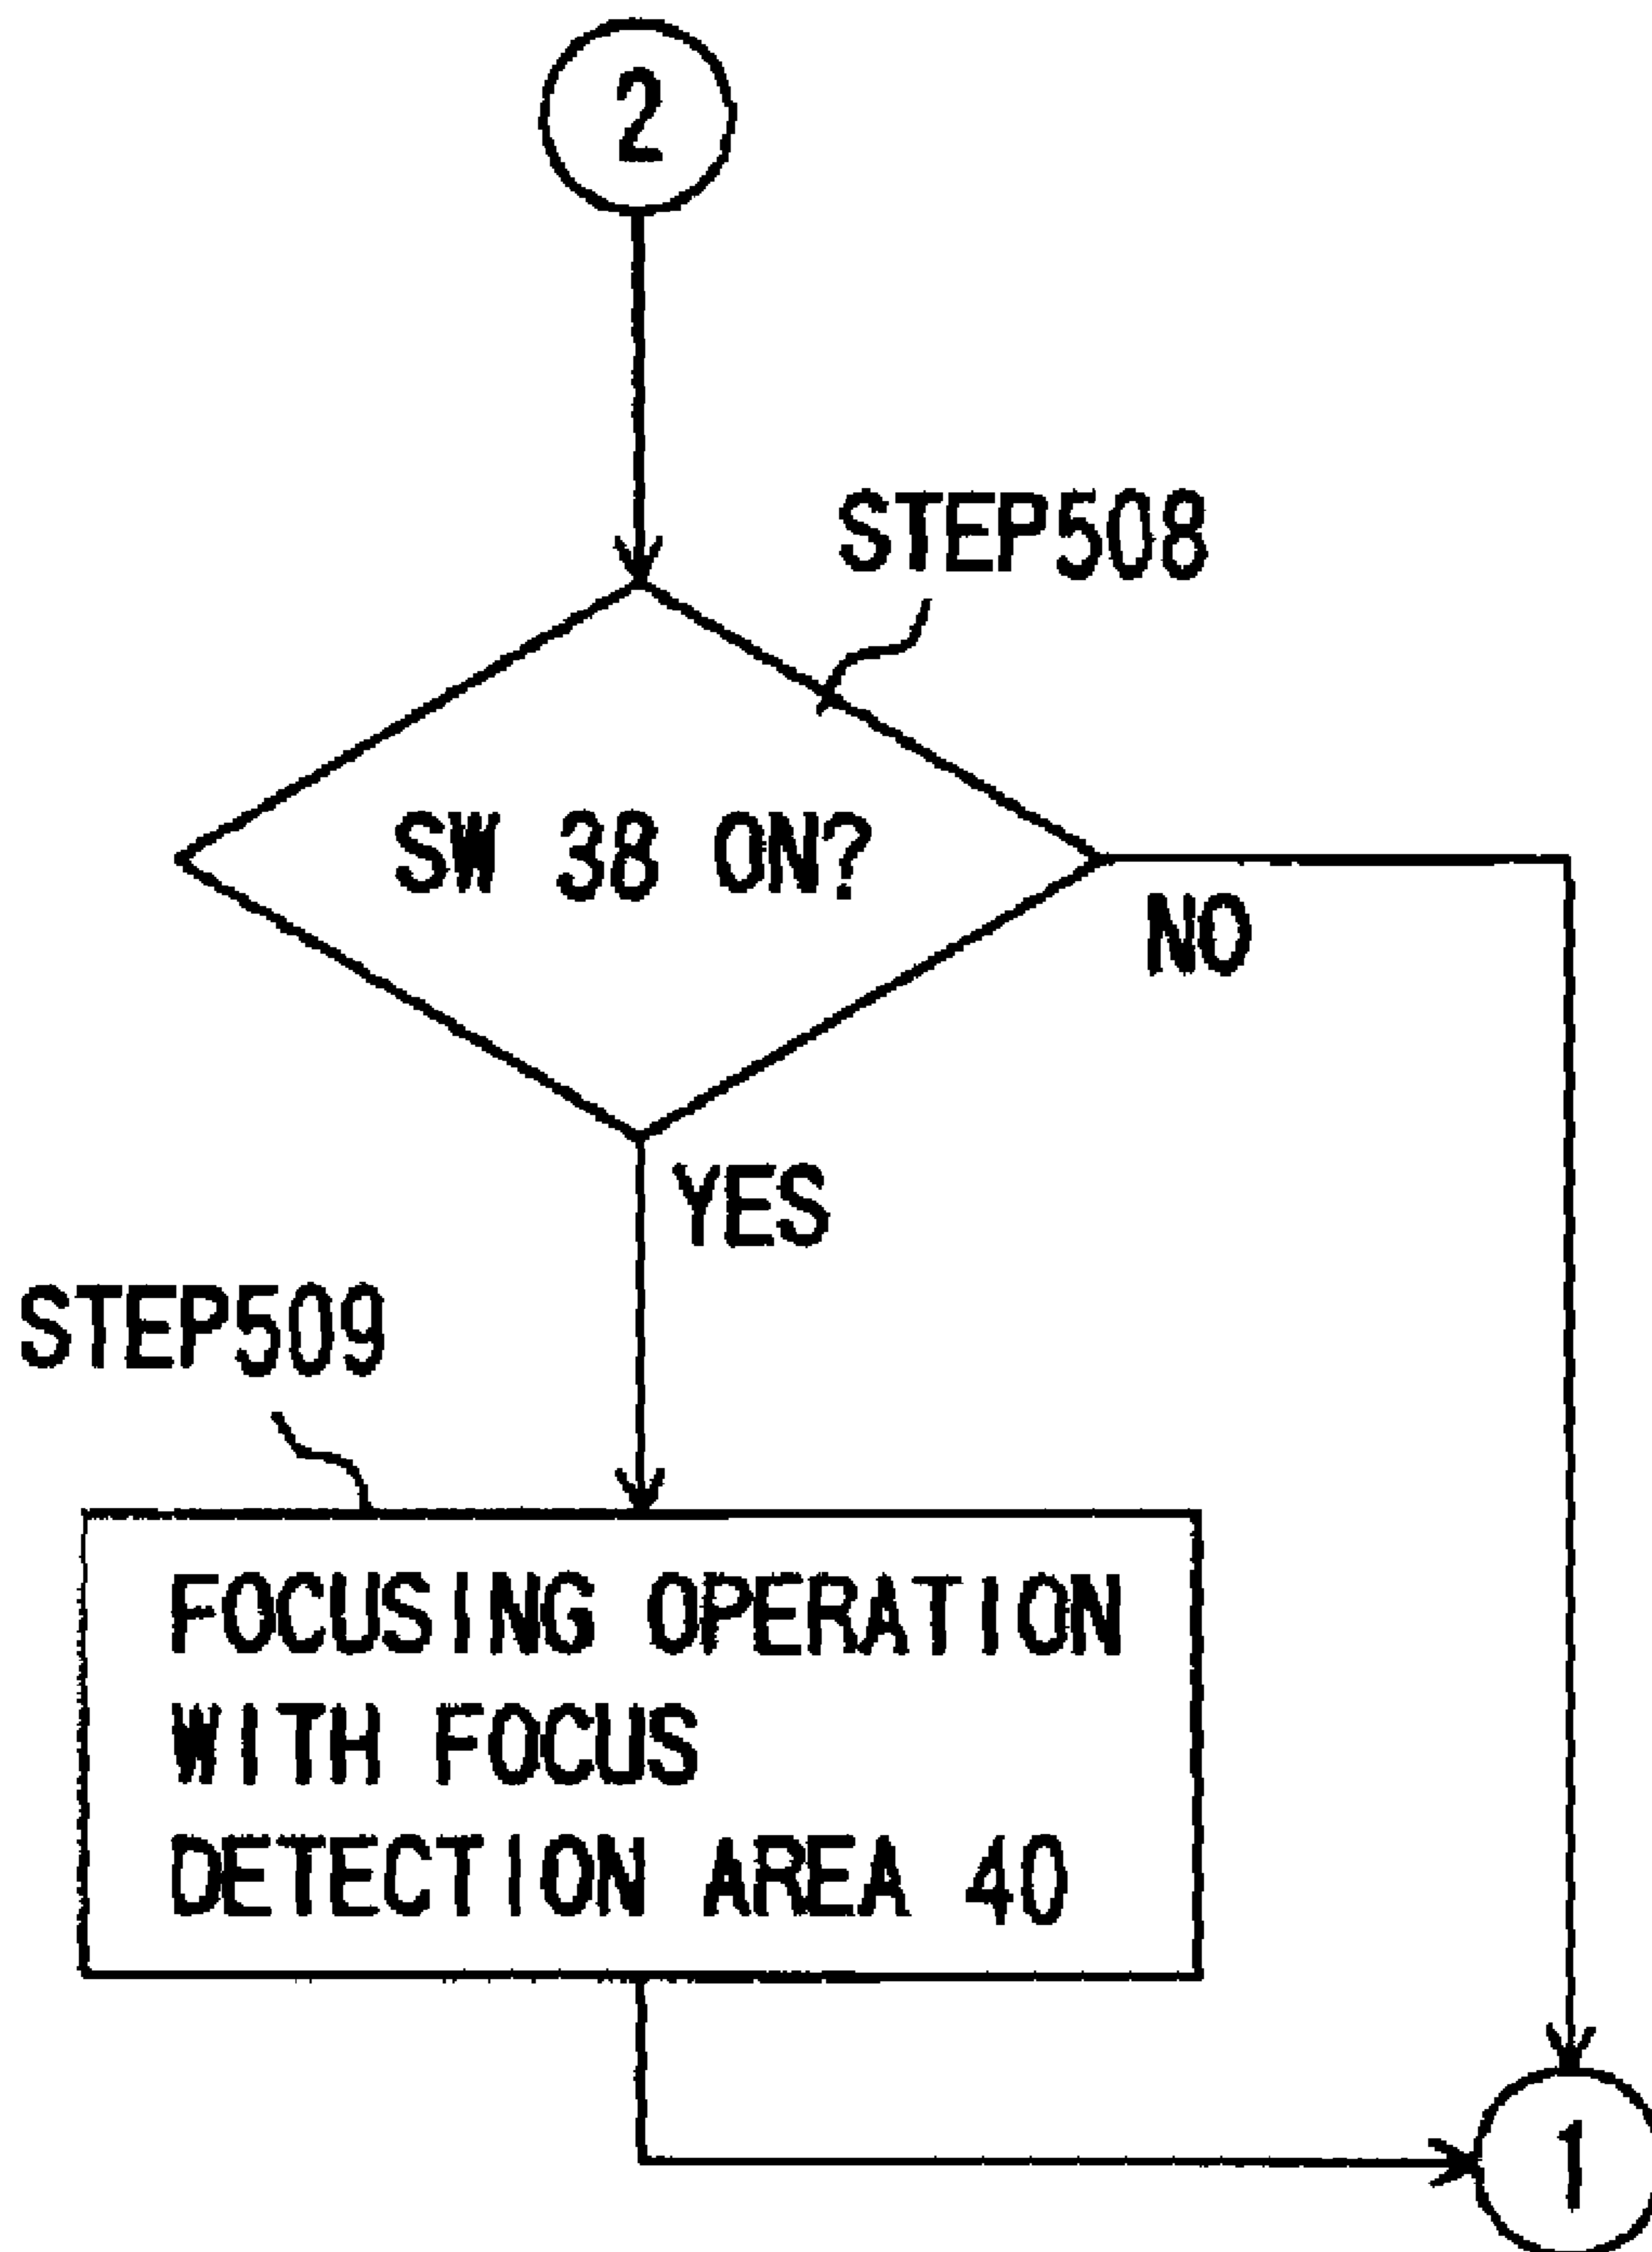 2
STEP508
SW 38 ON?
NO
YES
STEP509
FOCUSING OPERATION
WITH FOCUS
DETECTION AREA 40
1